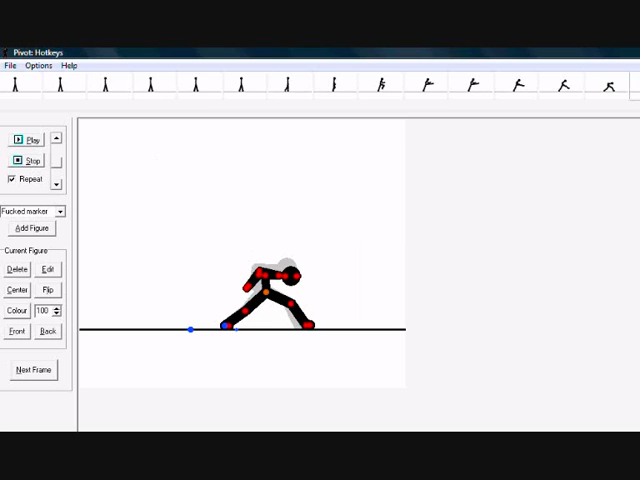 Pivot: Hotkeys
File Options Help
Play
Stop
Repeat
Fucked marker
Add Figure
Current Figure
Delete Edit
Center Flip
Colour 100
Front Back
Next Frame